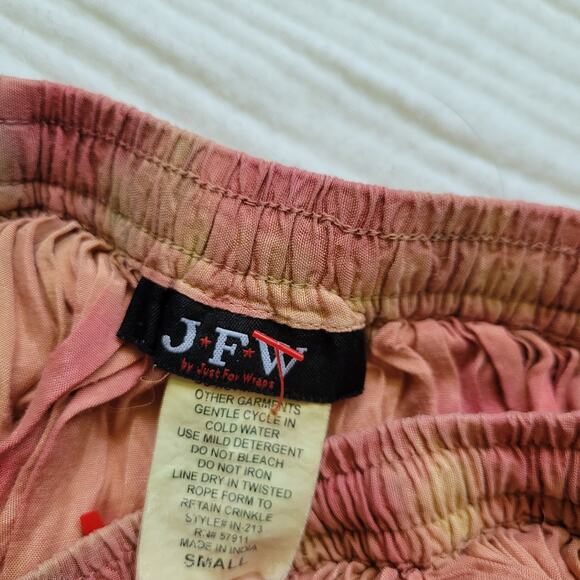 J★F★W
by Just For Wraps
OTHER GARMENTS
GENTLE CYCLE IN
COLD WATER
USE MILD DETERGENT
DO NOT BLEACH
DO NOT IRON
LINE DRY IN TWISTED
ROPE FORM TO
RETAIN CRINKLE
STYLE# IN-213
R.# 57911
MADE IN INDIA
SMALL